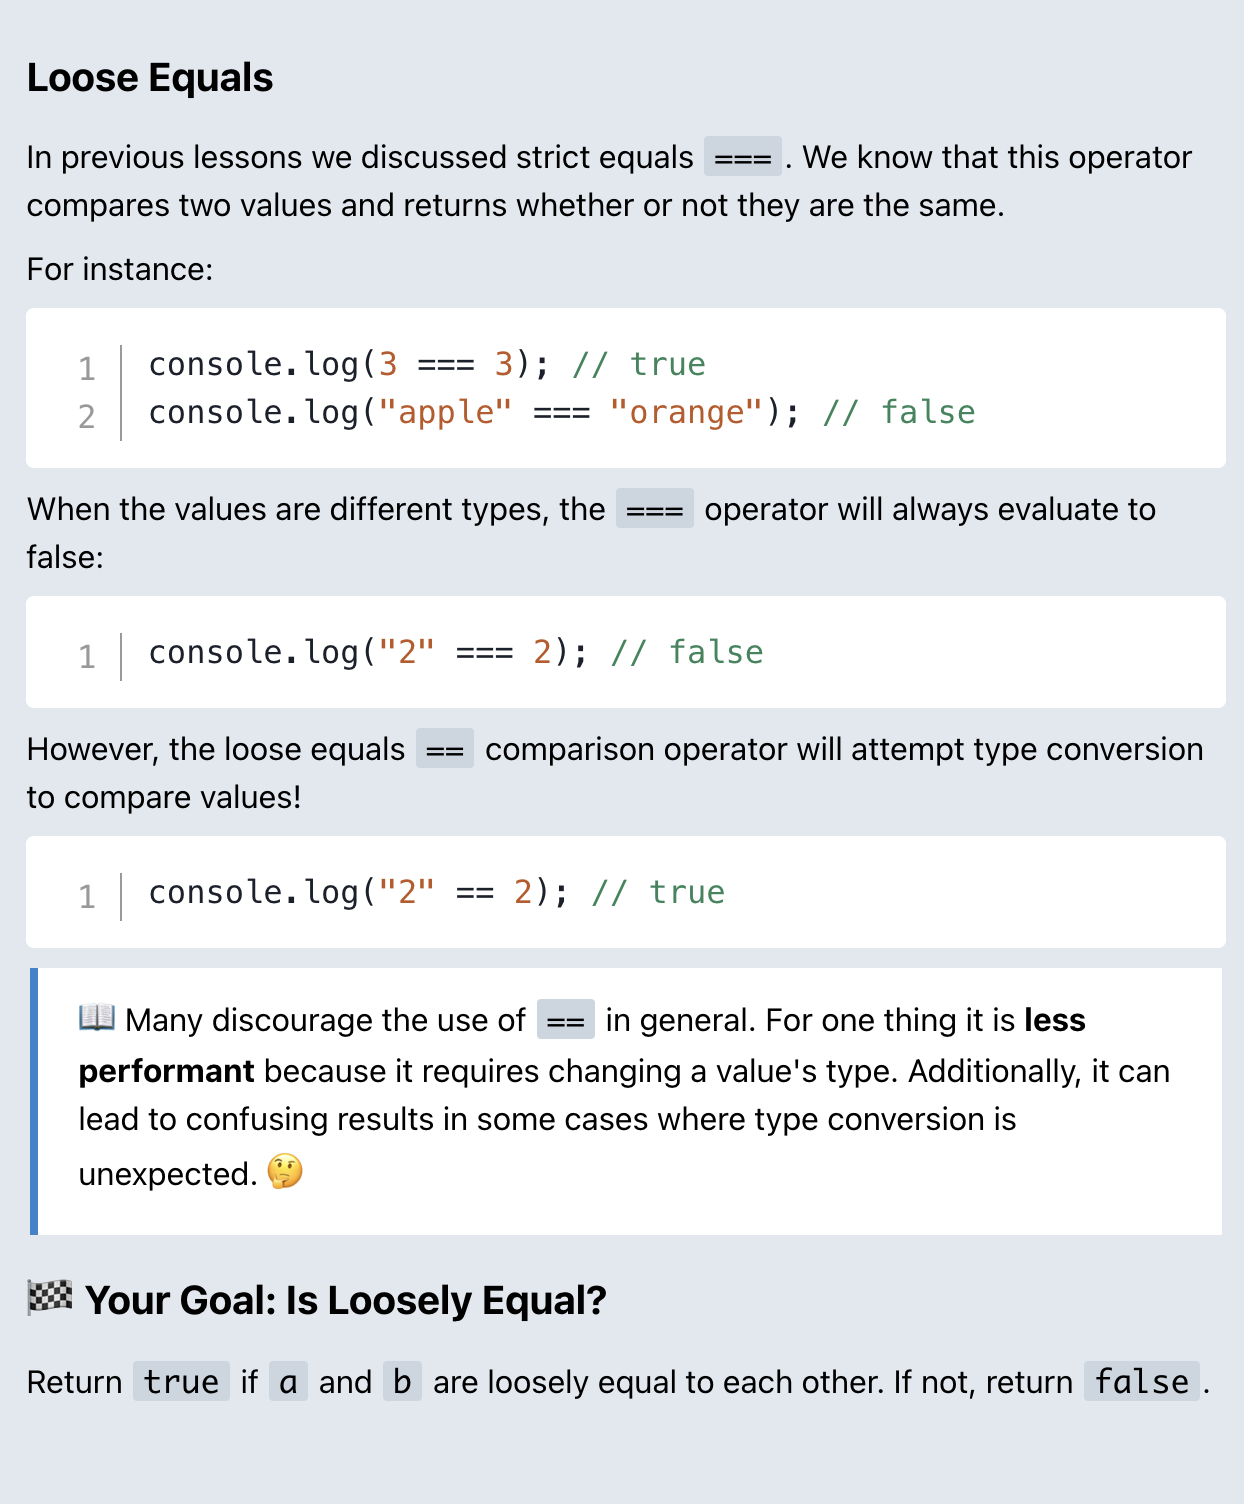 Loose Equals
In previous lessons we discussed strict equals ===. We know that this operator
compares two values and returns whether or not they are the same.
For instance:
1 console.log(3 === 3); // true
2 console.log("apple" === "orange"); // false
When the values are different types, the === operator will always evaluate to
false:
1 console.log("2" === 2); // false
However, the loose equals == comparison operator will attempt type conversion
to compare values!
1 console.log("2" == 2); // true
📖 Many discourage the use of == in general. For one thing it is less
performant because it requires changing a value's type. Additionally, it can
lead to confusing results in some cases where type conversion is
unexpected. 🤔
🏁 Your Goal: Is Loosely Equal?
Return true if a and b are loosely equal to each other. If not, return false.